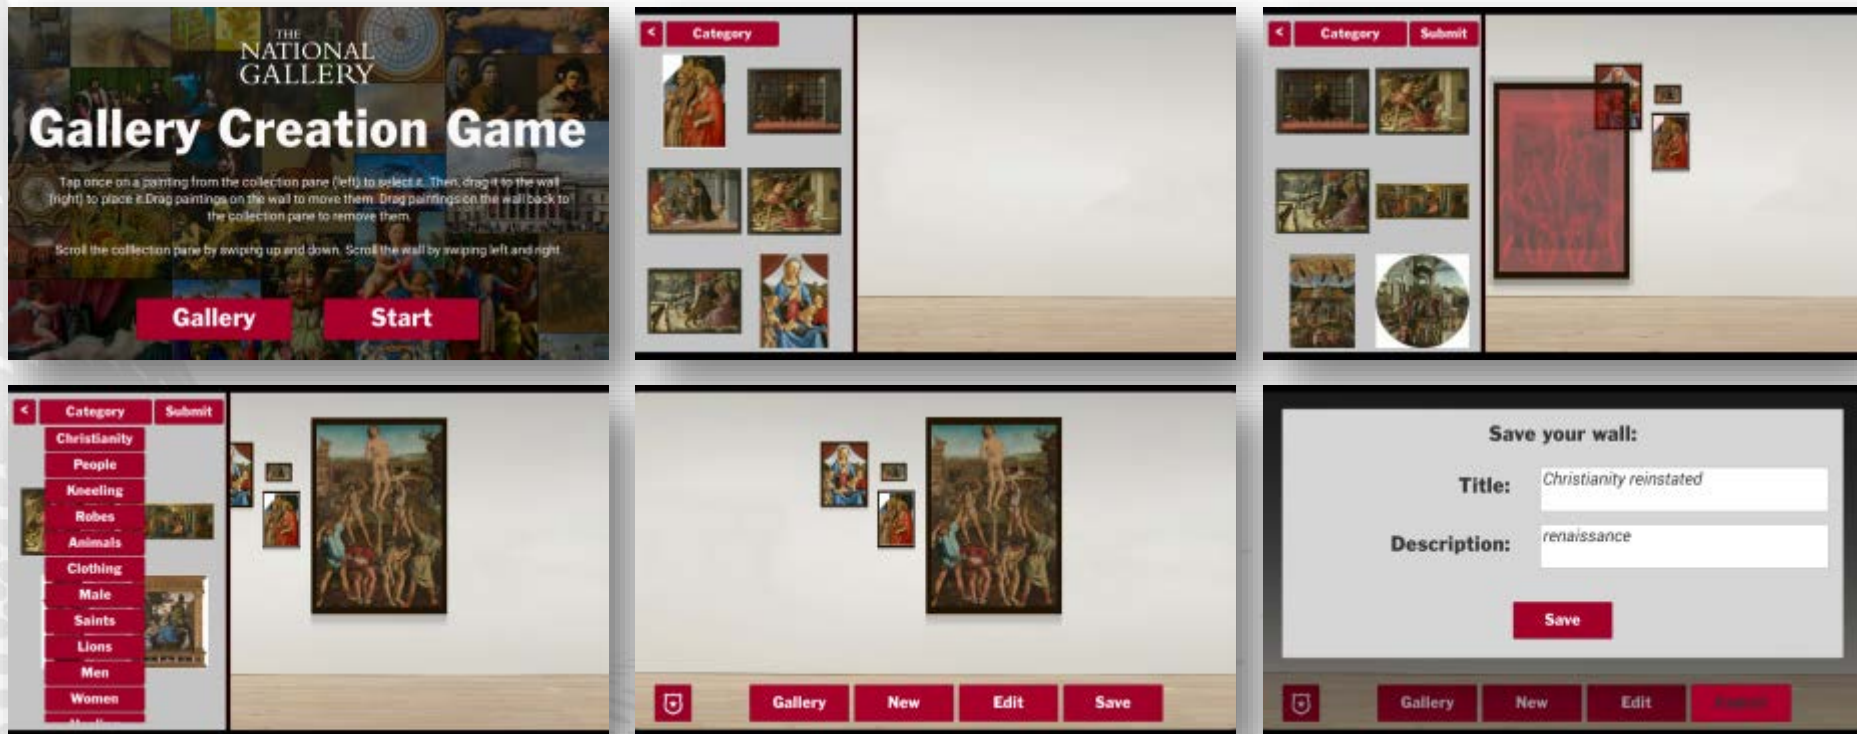 THE
NATIONAL
GALLERY
Gallery Creation Game
Tap once on a painting from the collection pane (left) to select it. Then, drag it to the wall
(right) to place it.Drag paintings on the wall to move them. Drag paintings on the wall back to
the collection pane to remove them.
Scroll the colllection pane by swiping up and down. Scroll the wall by swiping left and right.
Gallery
Start
<
Category
<
Category
Submit
<
Category
Submit
Christianity
People
Kneeling
Robes
Animals
Clothing
Male
Saints
Lions
Men
Women
Gallery
New
Edit
Save
Save your wall:
Title:
Christianity reinstated
Description:
renaissance
Save
Gallery
New
Edit